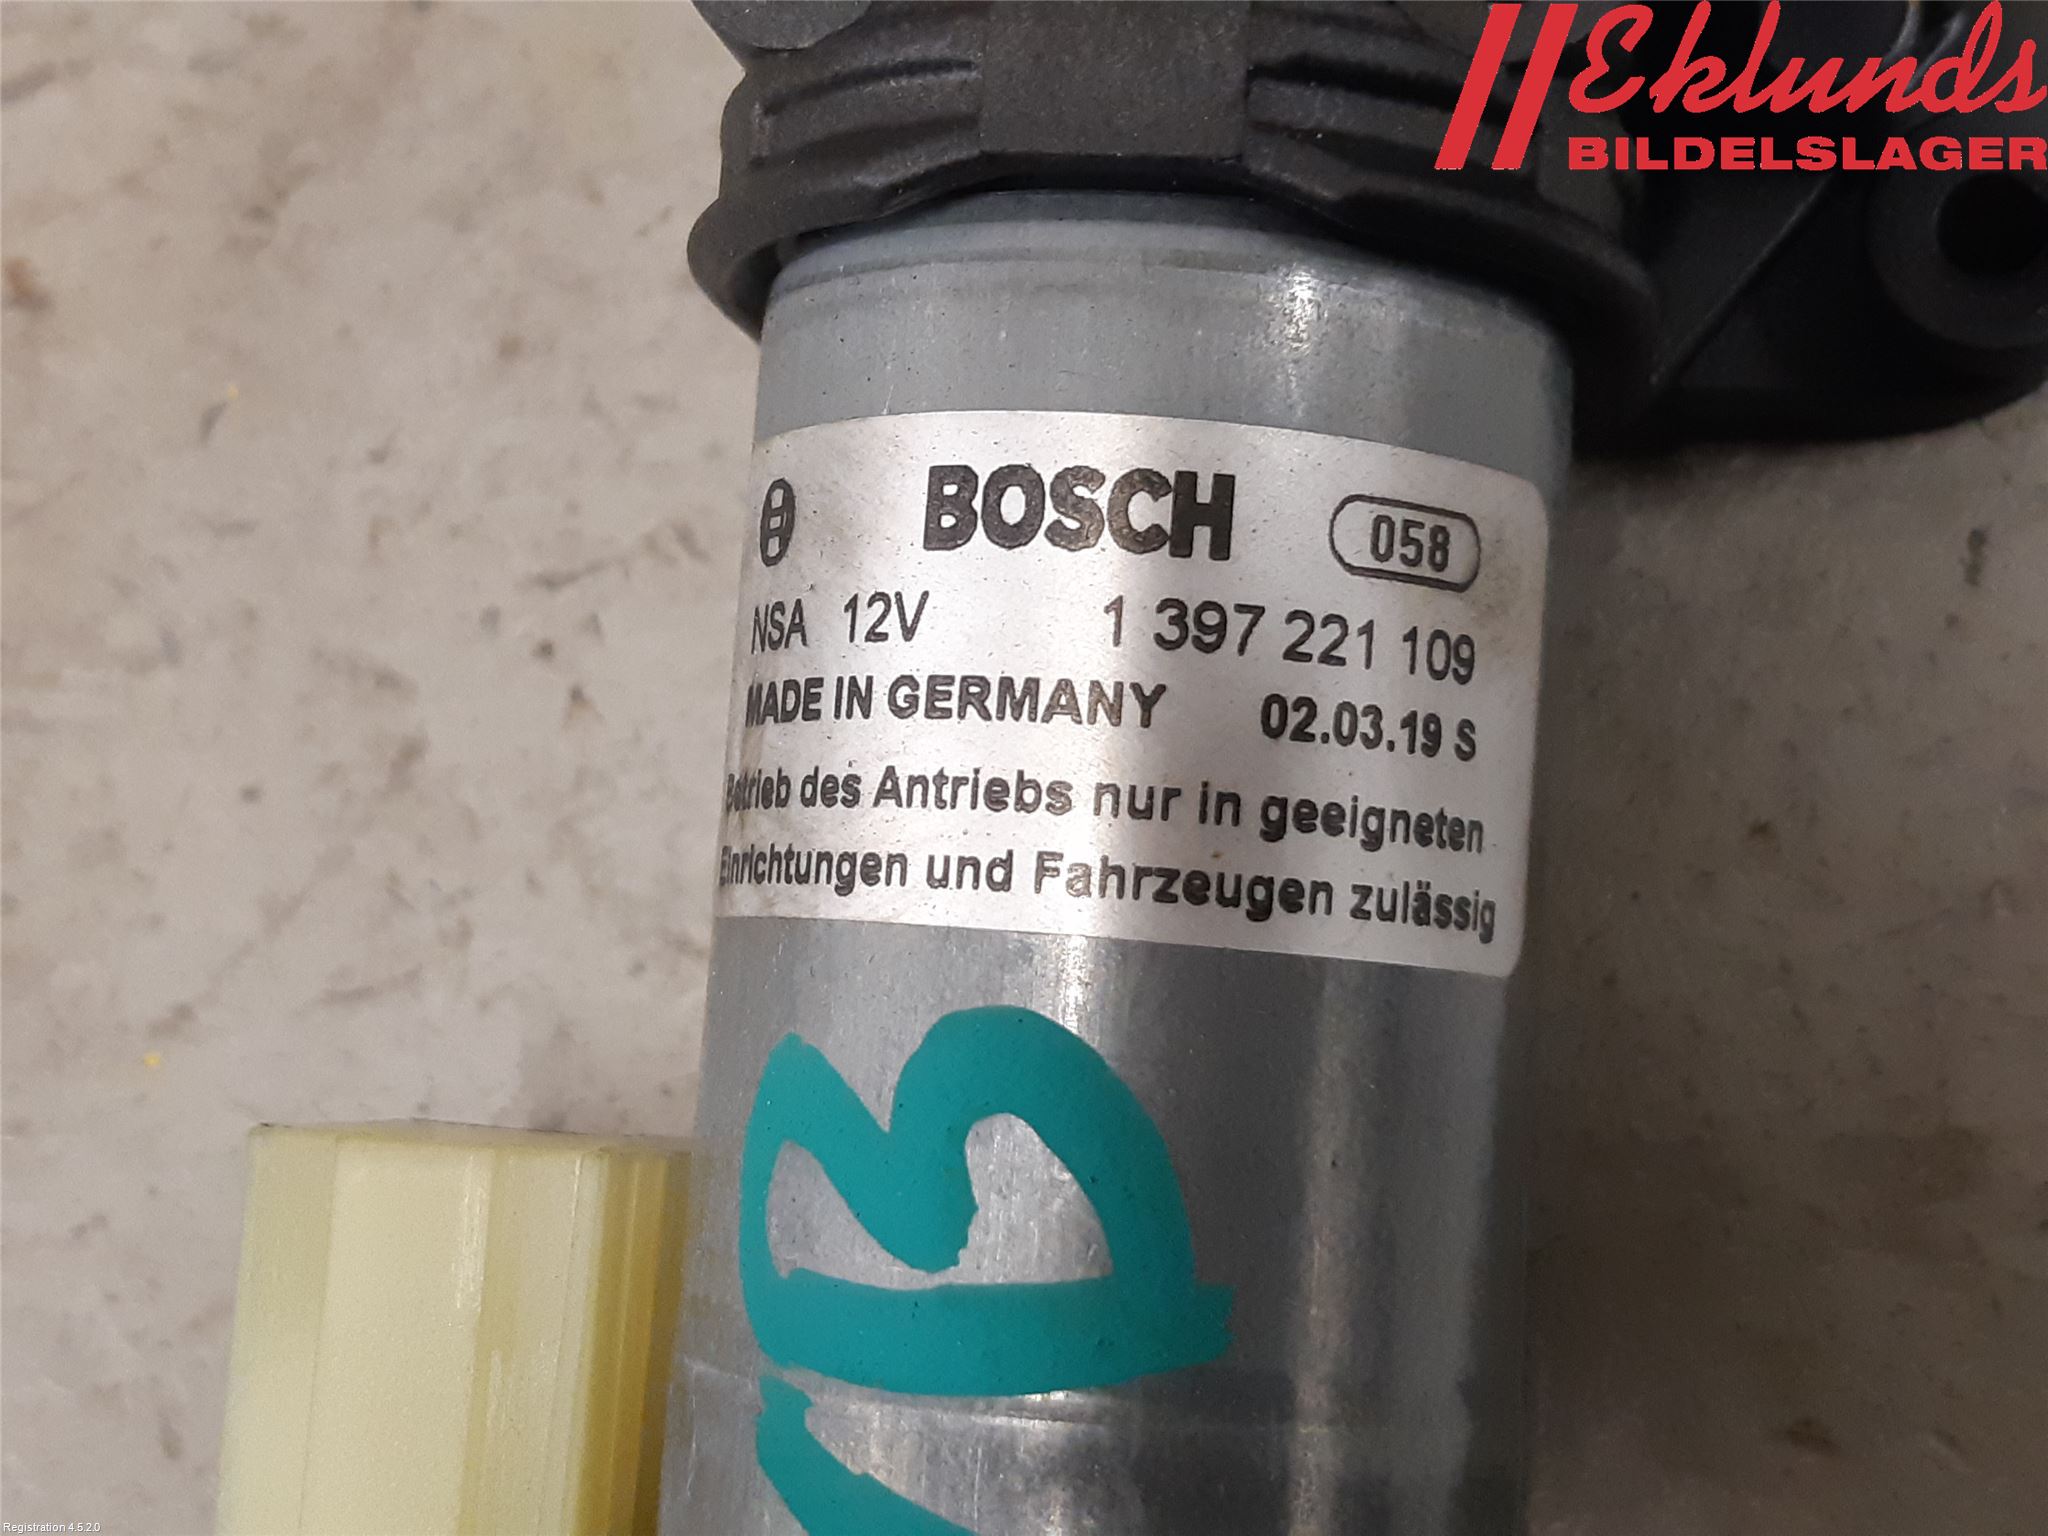 Eklunds
BILDELSLAGER
BOSCH 058
NSA 12V 1 397 221 109
MADE IN GERMANY 02.03.19 S
Betrieb des Antriebs nur in geeigneten
Einrichtungen und Fahrzeugen zulässig
Registration 4.5.2.0